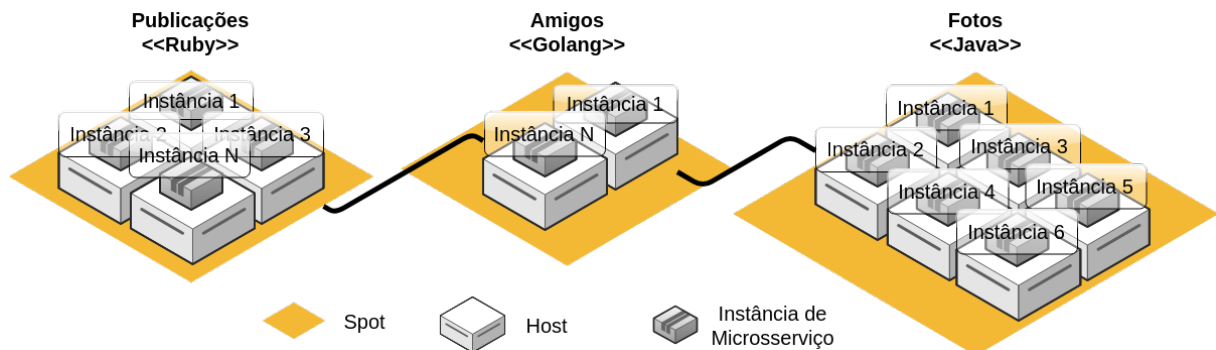 Publicações
<<Ruby>>
Instância 1
Instância 2
Instância 3
Instância N
Amigos
<<Golang>>
Instância 1
Instância N
Fotos
<<Java>>
Instância 1
Instância 2
Instância 3
Instância 4
Instância 5
Instância 6
Spot
Host
Instância de
Microsserviço